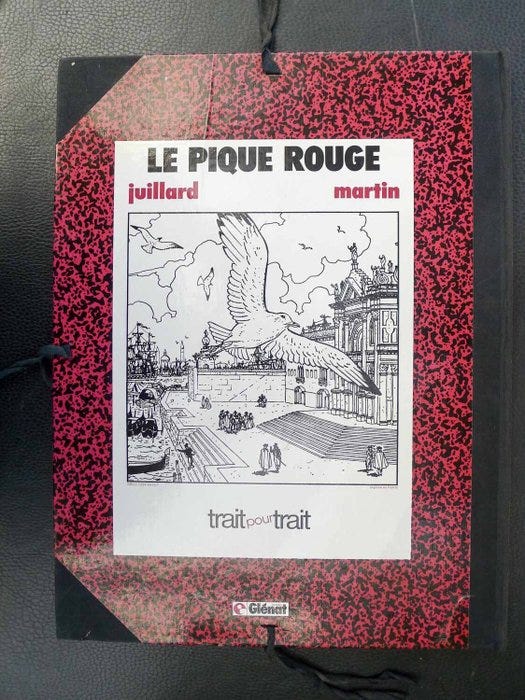 LE PIQUE ROUGE
juillard martin
trait pour trait
Glénat